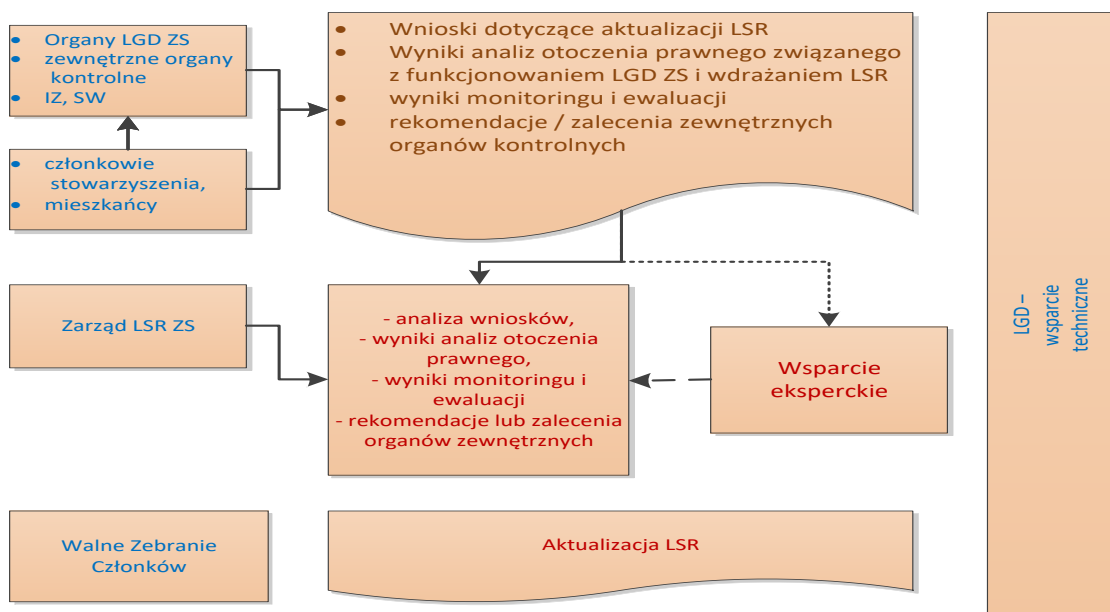 • Organy LGD ZS
• zewnętrzne organy
kontrolne
• IZ, SW
• członkowie
stowarzyszenia,
• mieszkańcy
• Wnioski dotyczące aktualizacji LSR
• Wyniki analiz otoczenia prawnego związanego
z funkcjonowaniem LGD ZS i wdrażaniem LSR
• wyniki monitoringu i ewaluacji
• rekomendacje / zalecenia zewnętrznych
organów kontrolnych
Zarząd LSR ZS
- analiza wniosków,
- wyniki analiz otoczenia
prawnego,
- wyniki monitoringu i
ewaluacji
- rekomendacje lub zalecenia
organów zewnętrznych
Wsparcie
eksperckie
Walne Zebranie
Członków
Aktualizacja LSR
LGD –
wsparcie
techniczne